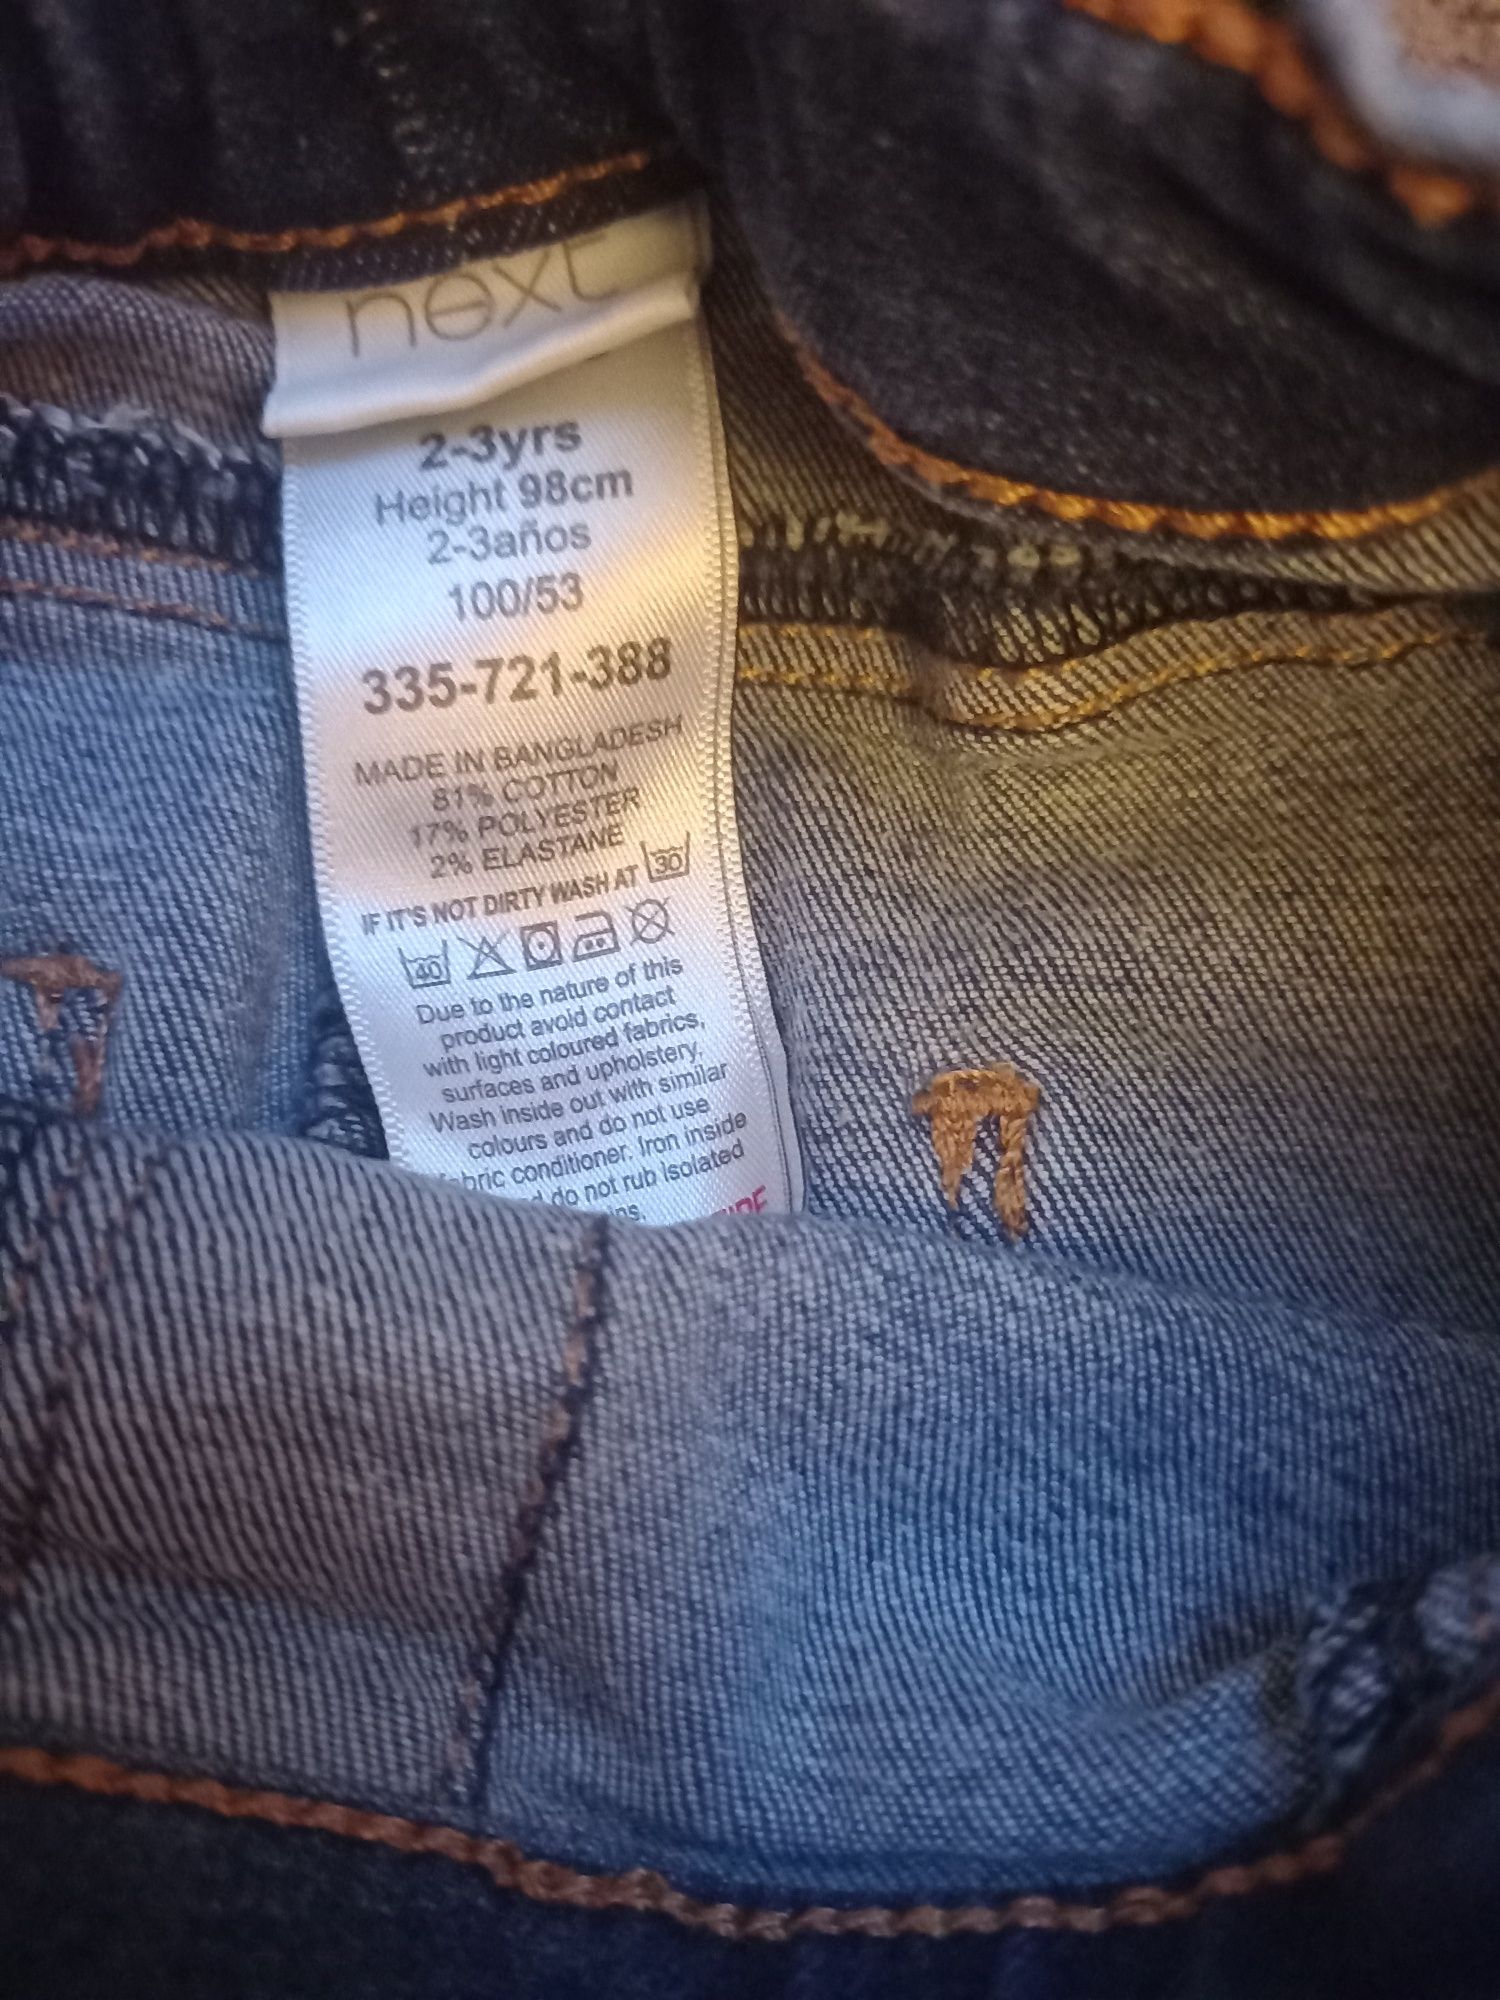 next
2-3yrs
Height 98cm
2-3años
100/53
335-721-388
MADE IN BANGLADESH
81% COTTON
17% POLYESTER
2% ELASTANE
IF IT'S NOT DIRTY WASH AT 30
40
Due to the nature of this
product avoid contact
with light coloured fabrics,
surfaces and upholstery.
Wash inside out with similar
colours and do not use
bric conditioner. Iron inside
do not rub isolated